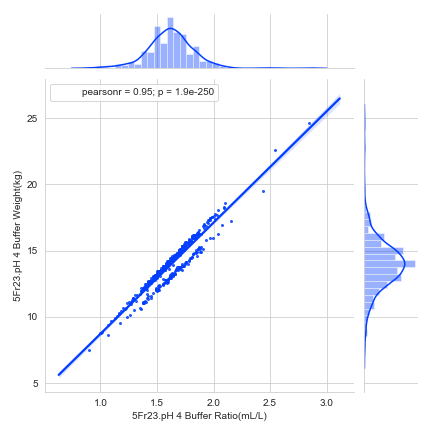 pearsonr = 0.95; p = 1.9e-250
25
20
15
10
5
5Fr23.pH 4 Buffer Weight(kg)
1.0 1.5 2.0 2.5 3.0
5Fr23.pH 4 Buffer Ratio(mL/L)